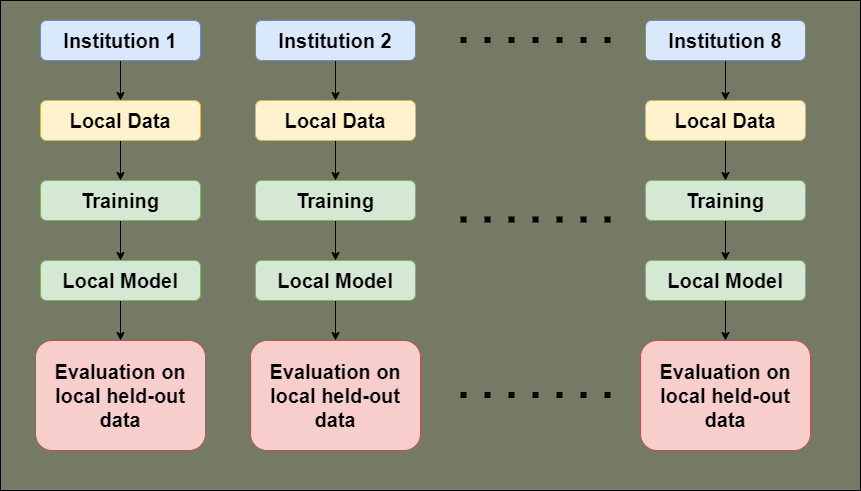 Institution 1
Institution 2
Institution 8
Local Data
Local Data
Local Data
Training
Training
Training
Local Model
Local Model
Local Model
Evaluation on
local held-out
data
Evaluation on
local held-out
data
Evaluation on
local held-out
data